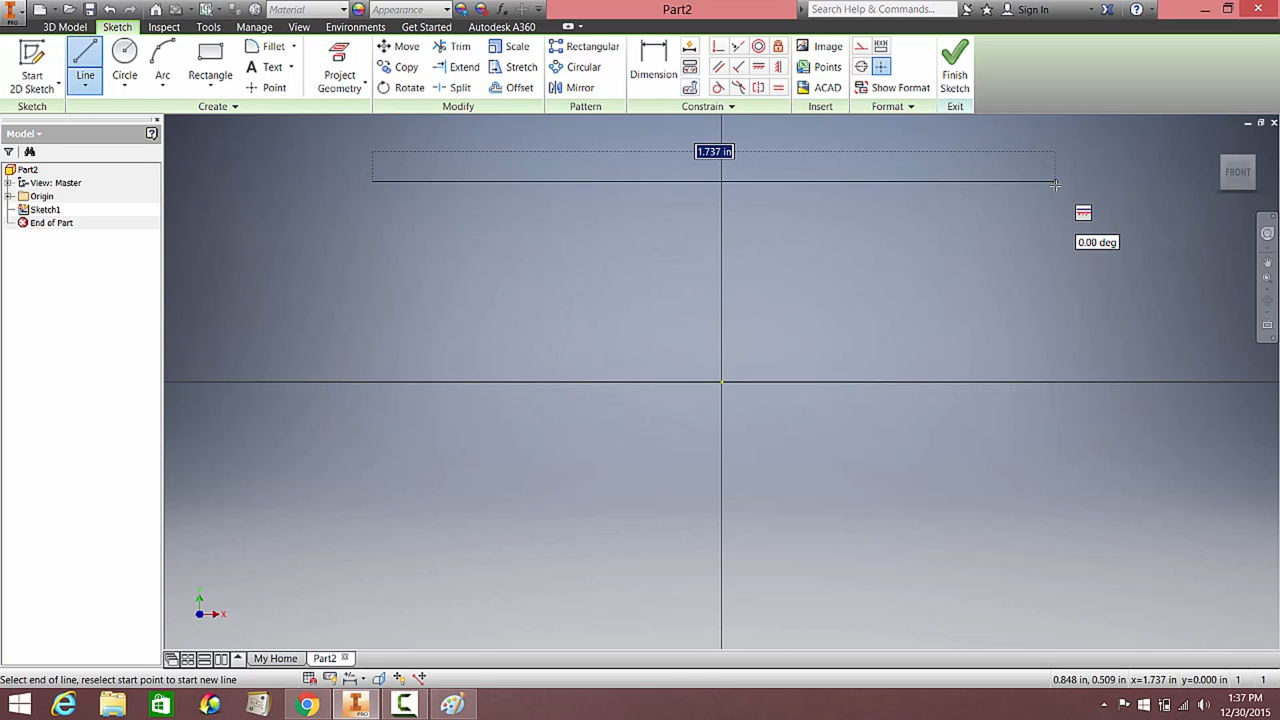 PRO
Material
Appearance
Part2
Search Help & Commands...
Sign In
3D Model
Sketch
Inspect
Tools
Manage
View
Environments
Get Started
Autodesk A360
Start
2D Sketch
Line
Circle
Arc
Rectangle
Fillet
Text
Point
Project
Geometry
Move
Copy
Rotate
Trim
Extend
Split
Scale
Stretch
Offset
Rectangular
Circular
Mirror
Dimension
Image
Points
ACAD
Show Format
Finish
Sketch
Sketch
Create
Modify
Pattern
Constrain
Insert
Format
Exit
Model
Part2
View: Master
Origin
Sketch1
End of Part
1.737 in
FRONT
0.00 deg
Y
X
My Home
Part2
Select end of line, reselect start point to start new line
0.848 in, 0.509 in x=1.737 in y=0.000 in 1 1
1:37 PM
12/30/2015